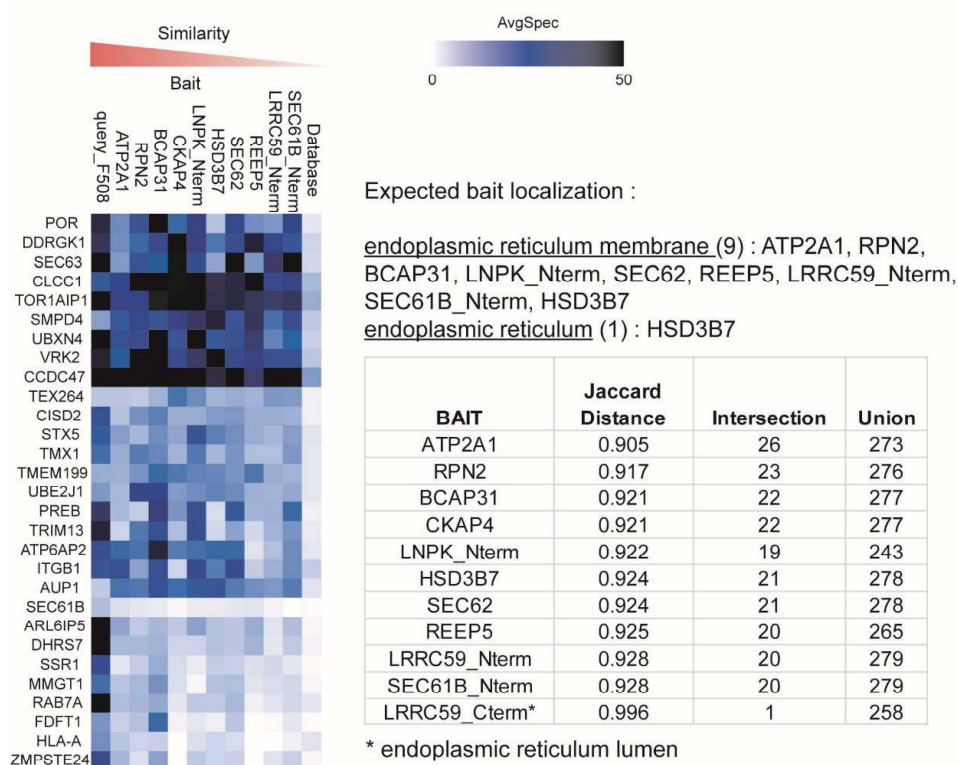 Similarity
Bait
AvgSpec
0 50
query_F508
ATP2A1
RPN2
BCAP31
CKAP4
LNPK_Nterm
HSD3B7
SEC62
REEP5
LRRC59_Nterm
SEC61B_Nterm
Database
POR
DDRGK1
SEC63
CLCC1
TOR1AIP1
SMPD4
UBXN4
VRK2
CCDC47
TEX264
CISD2
STX5
TMX1
TMEM199
UBE2J1
PREB
TRIM13
ATP6AP2
ITGB1
AUP1
SEC61B
ARL6IP5
DHRS7
SSR1
MMGT1
RAB7A
FDFT1
HLA-A
ZMPSTE24
Expected bait localization :
endoplasmic reticulum membrane (9) : ATP2A1, RPN2,
BCAP31, LNPK_Nterm, SEC62, REEP5, LRRC59_Nterm,
SEC61B_Nterm, HSD3B7
endoplasmic reticulum (1) : HSD3B7
BAIT Jaccard Distance Intersection Union
ATP2A1 0.905 26 273
RPN2 0.917 23 276
BCAP31 0.921 22 277
CKAP4 0.921 22 277
LNPK_Nterm 0.922 19 243
HSD3B7 0.924 21 278
SEC62 0.924 21 278
REEP5 0.925 20 265
LRRC59_Nterm 0.928 20 279
SEC61B_Nterm 0.928 20 279
LRRC59_Cterm* 0.996 1 258
* endoplasmic reticulum lumen